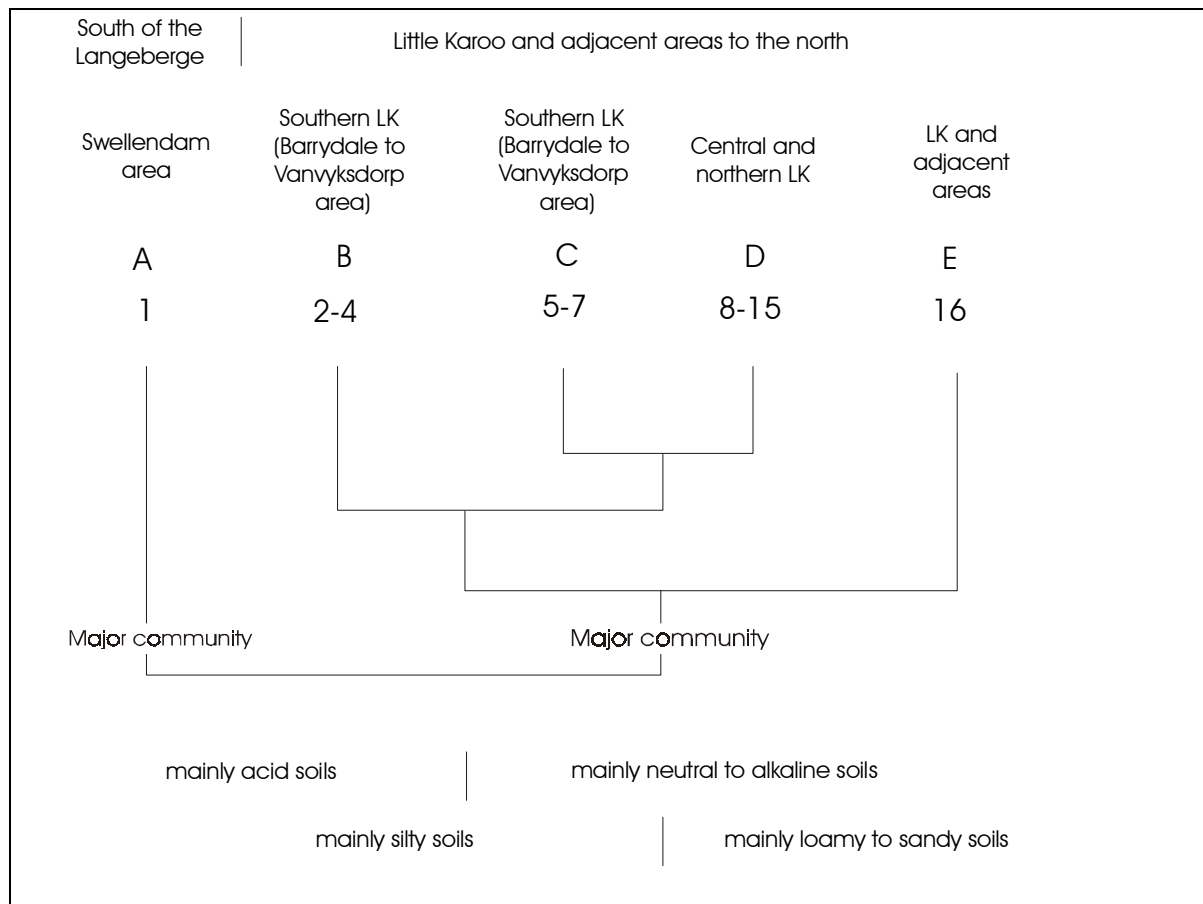 South of the
Langeberge
Little Karoo and adjacent areas to the north
Swellendam
area
Southern LK
(Barrydale to
Vanvyksdorp
area)
Southern LK
(Barrydale to
Vanvyksdorp
area)
Central and
northern LK
LK and
adjacent
areas
A B C D E
1 2-4 5-7 8-15 16
Major community Major community
mainly acid soils mainly neutral to alkaline soils
mainly silty soils mainly loamy to sandy soils